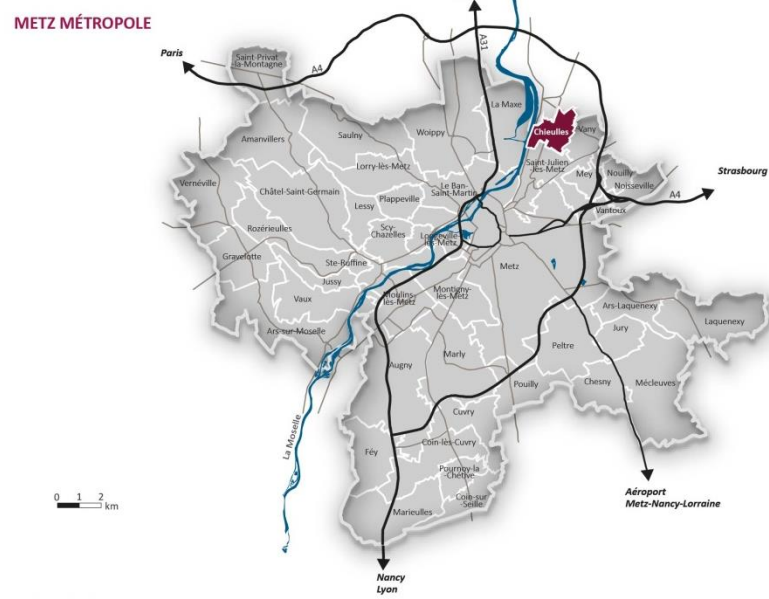 METZ MÉTROPOLE
Paris
A4
A31
Saint-Privat
-la-Montagne
La Maxe
Amanvillers
Saulny
Woippy
Chieulles
Vany
Lorry-lès-Metz
Saint-Julien
-lès-Metz
Mey
Nouilly
Noisseville
Strasbourg
A4
Vernéville
Châtel-Saint-Germain
Le Ban-
Saint-Martin
Plappeville
Lessy
Vantoux
Scy-
Chazelles
Longeville-
lès-Metz
Rozérieulles
Gravelotte
Ste-Ruffine
Metz
Jussy
Vaux
Moulins
-lès-Metz
Montigny-
lès-Metz
Ars-Laquenexy
Laquenexy
Jury
Ars-sur-Moselle
Peltre
Augny
Marly
Pouilly
Chesny
Mécleuves
Cuvry
La Moselle
Féy
Coin-lès-Cuvry
Pournoy-la
-Chétive
Coin-sur
-Seille
Marieulles
0 1 2
km
Aéroport
Metz-Nancy-Lorraine
Nancy
Lyon